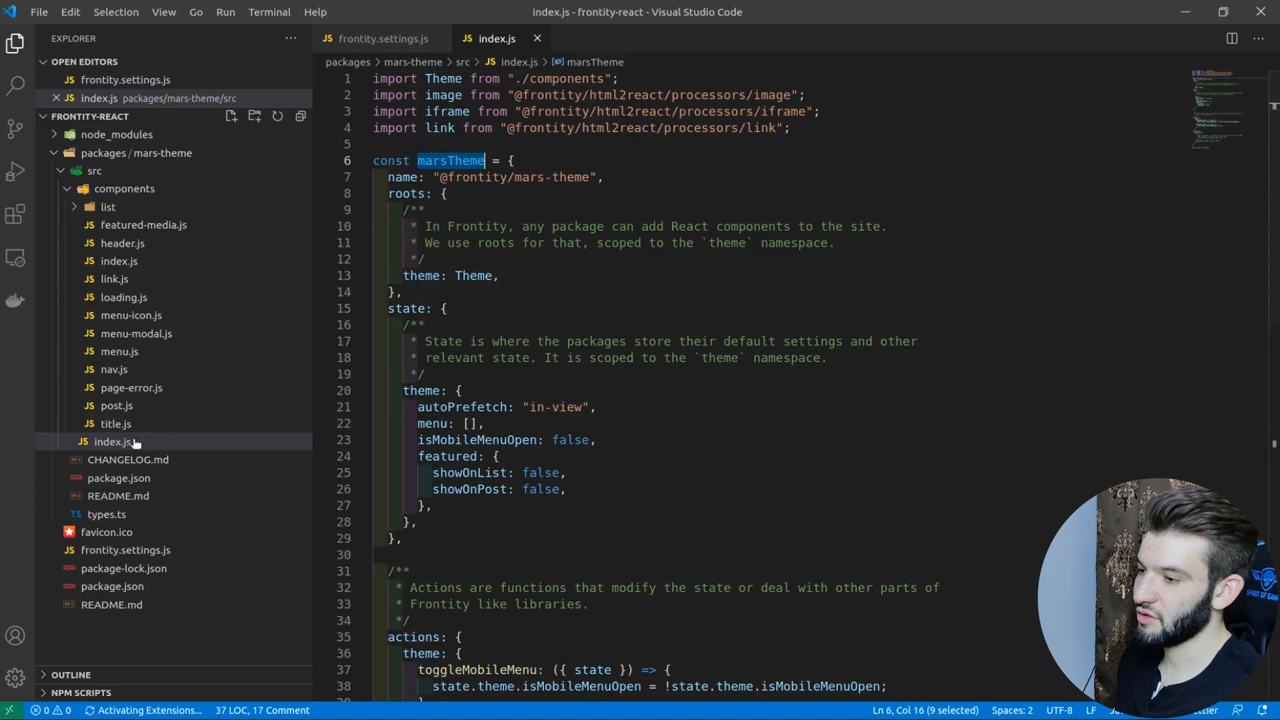 File Edit Selection View Go Run Terminal Help
index.js - frontity-react - Visual Studio Code
EXPLORER
OPEN EDITORS
frontity.settings.js
index.js packages/mars-theme/src
FRONTITY-REACT
node_modules
packages / mars-theme
src
components
list
JS featured-media.js
JS header.js
JS index.js
JS link.js
JS loading.js
JS menu-icon.js
JS menu-modal.js
JS menu.js
JS nav.js
JS page-error.js
JS post.js
JS title.js
JS index.js
CHANGELOG.md
package.json
README.md
TS types.ts
favicon.ico
JS frontity.settings.js
package-lock.json
package.json
README.md
OUTLINE
NPM SCRIPTS
JS frontity.settings.js
JS index.js
packages > mars-theme > src > JS index.js > marsTheme
1 import Theme from "./components";
2 import image from "@frontity/html2react/processors/image";
3 import iframe from "@frontity/html2react/processors/iframe";
4 import link from "@frontity/html2react/processors/link";
5
6 const marsTheme = {
7 name: "@frontity/mars-theme",
8 roots: {
9 /**
10 * In Frontity, any package can add React components to the site.
11 * We use roots for that, scoped to the `theme` namespace.
12 */
13 theme: Theme,
14 },
15 state: {
16 /**
17 * State is where the packages store their default settings and other
18 * relevant state. It is scoped to the `theme` namespace.
19 */
20 theme: {
21 autoPrefetch: "in-view",
22 menu: [],
23 isMobileMenuOpen: false,
24 featured: {
25 showOnList: false,
26 showOnPost: false,
27 },
28 },
29 },
30
31 /**
32 * Actions are functions that modify the state or deal with other parts of
33 * Frontity like libraries.
34 */
35 actions: {
36 theme: {
37 toggleMobileMenu: ({ state }) => {
38 state.theme.isMobileMenuOpen = !state.theme.isMobileMenuOpen;
0 0 Activating Extensions... 37 LOC, 17 Comment
Ln 6, Col 16 (9 selected) Spaces: 2 UTF-8 LF